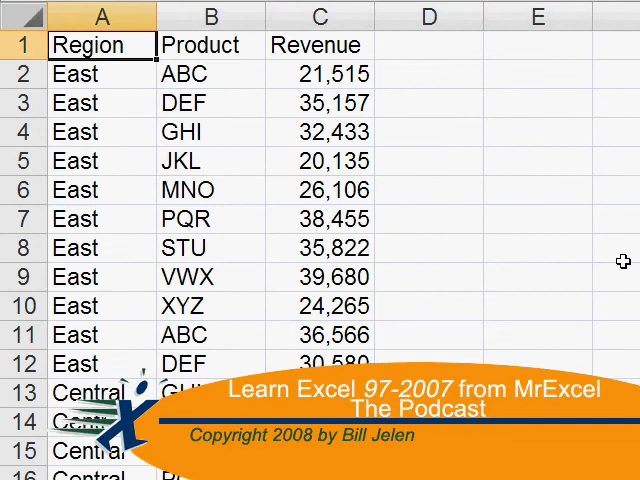 A B C D E
1 Region Product Revenue
2 East ABC 21,515
3 East DEF 35,157
4 East GHI 32,433
5 East JKL 20,135
6 East MNO 26,106
7 East PQR 38,455
8 East STU 35,822
9 East VWX 39,680
10 East XYZ 24,265
11 East ABC 36,566
12 East DEF 30,580
13 Central
14
15 Central
16 Central
Learn Excel 97-2007 from MrExcel
The Podcast
Copyright 2008 by Bill Jelen